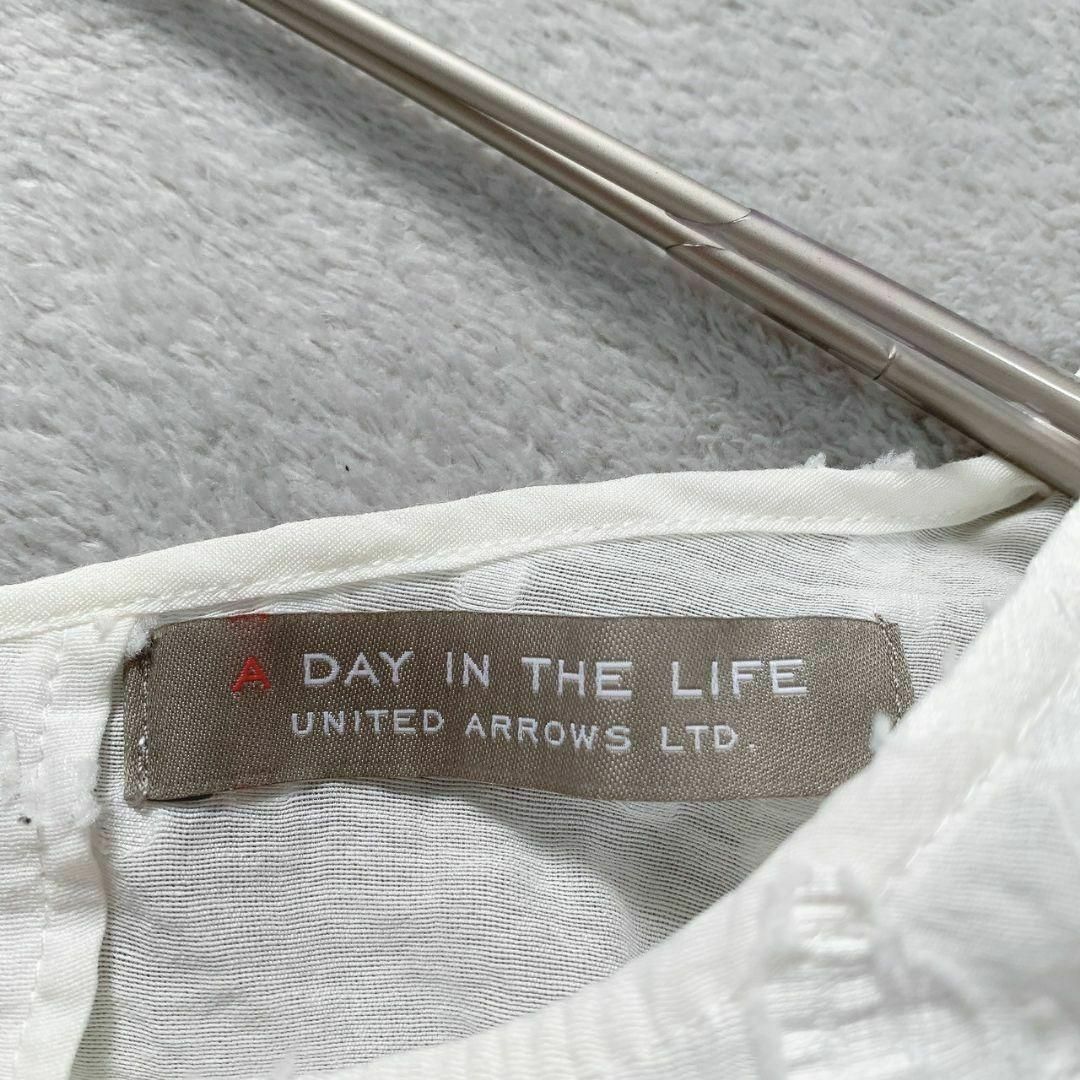 A DAY IN THE LIFE
UNITED ARROWS LTD.